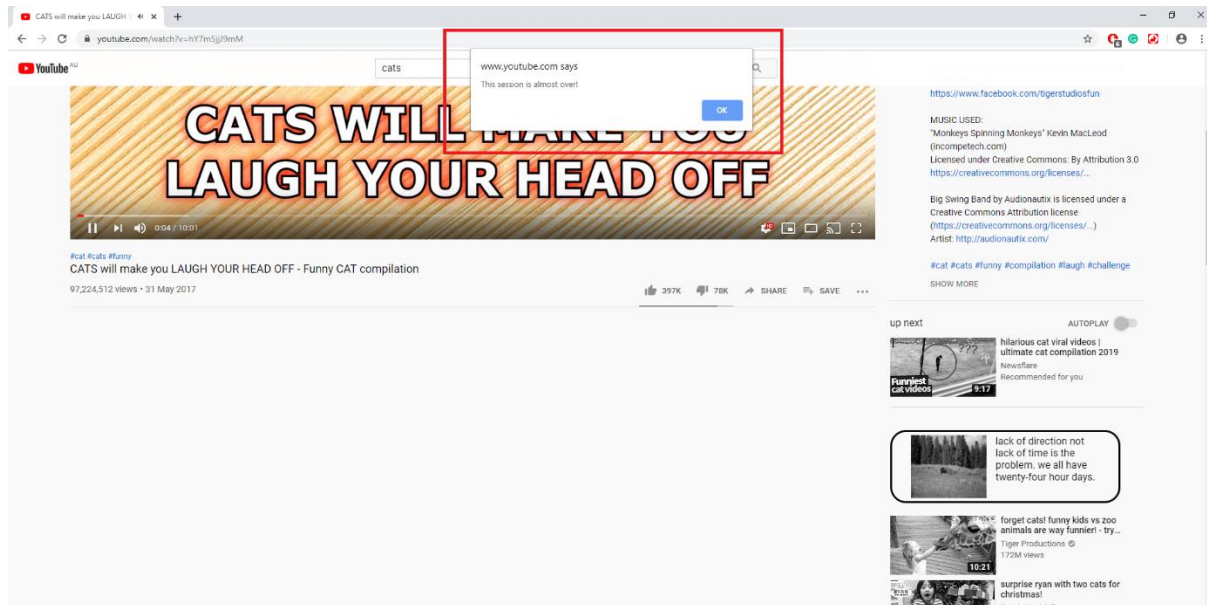 CATS will make you LAUGH
youtube.com/watch?v=hY7m5jjJ9mM
YouTube AU
cats
www.youtube.com says
This session is almost over!
OK
CATS WILL MAKE YOU
LAUGH YOUR HEAD OFF
0:04 / 10:01
#cat #cats #funny
CATS will make you LAUGH YOUR HEAD OFF - Funny CAT compilation
97,224,512 views • 31 May 2017
397K 78K SHARE SAVE
https://www.facebook.com/tigerstudiosfun
MUSIC USED:
"Monkeys Spinning Monkeys" Kevin MacLeod
(incompetech.com)
Licensed under Creative Commons: By Attribution 3.0
https://creativecommons.org/licenses/...
Big Swing Band by Audionautix is licensed under a
Creative Commons Attribution license
(https://creativecommons.org/licenses/...)
Artist: http://audionautix.com/
#cat #cats #funny #compilation #laugh #challenge
SHOW MORE
up next AUTOPLAY
Funniest
cat videos
???
9:17
hilarious cat viral videos |
ultimate cat compilation 2019
Newsflare
Recommended for you
lack of direction not
lack of time is the
problem. we all have
twenty-four hour days.
10:21
forget cats! funny kids vs zoo
animals are way funnier! - try...
Tiger Productions
172M views
surprise ryan with two cats for
christmas!